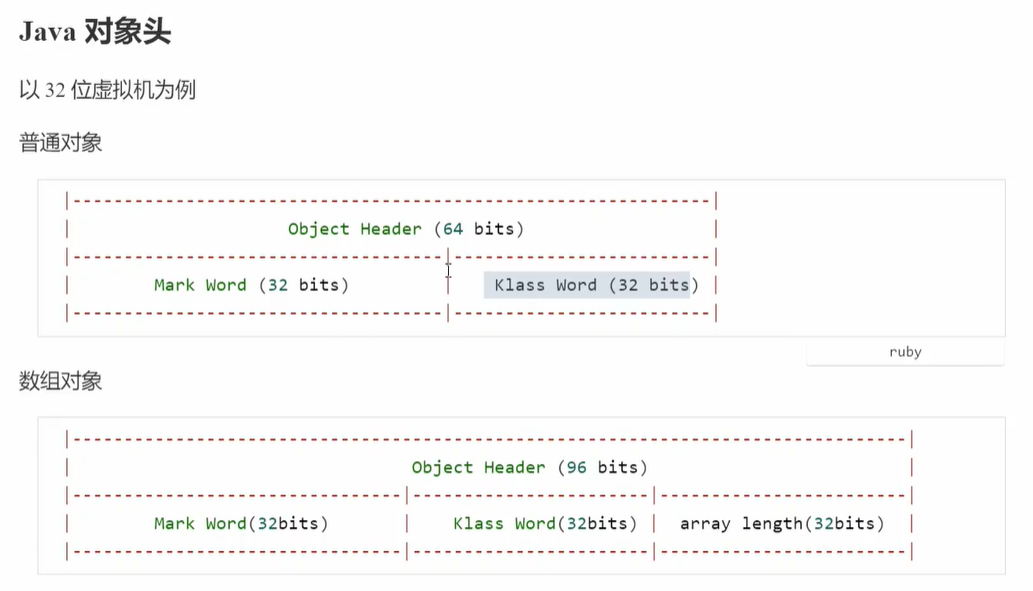 Java 对象头
以 32 位虚拟机为例
普通对象
Object Header (64 bits)
Mark Word (32 bits)
Klass Word (32 bits)
ruby
数组对象
Object Header (96 bits)
Mark Word(32bits)
Klass Word(32bits)
array length(32bits)